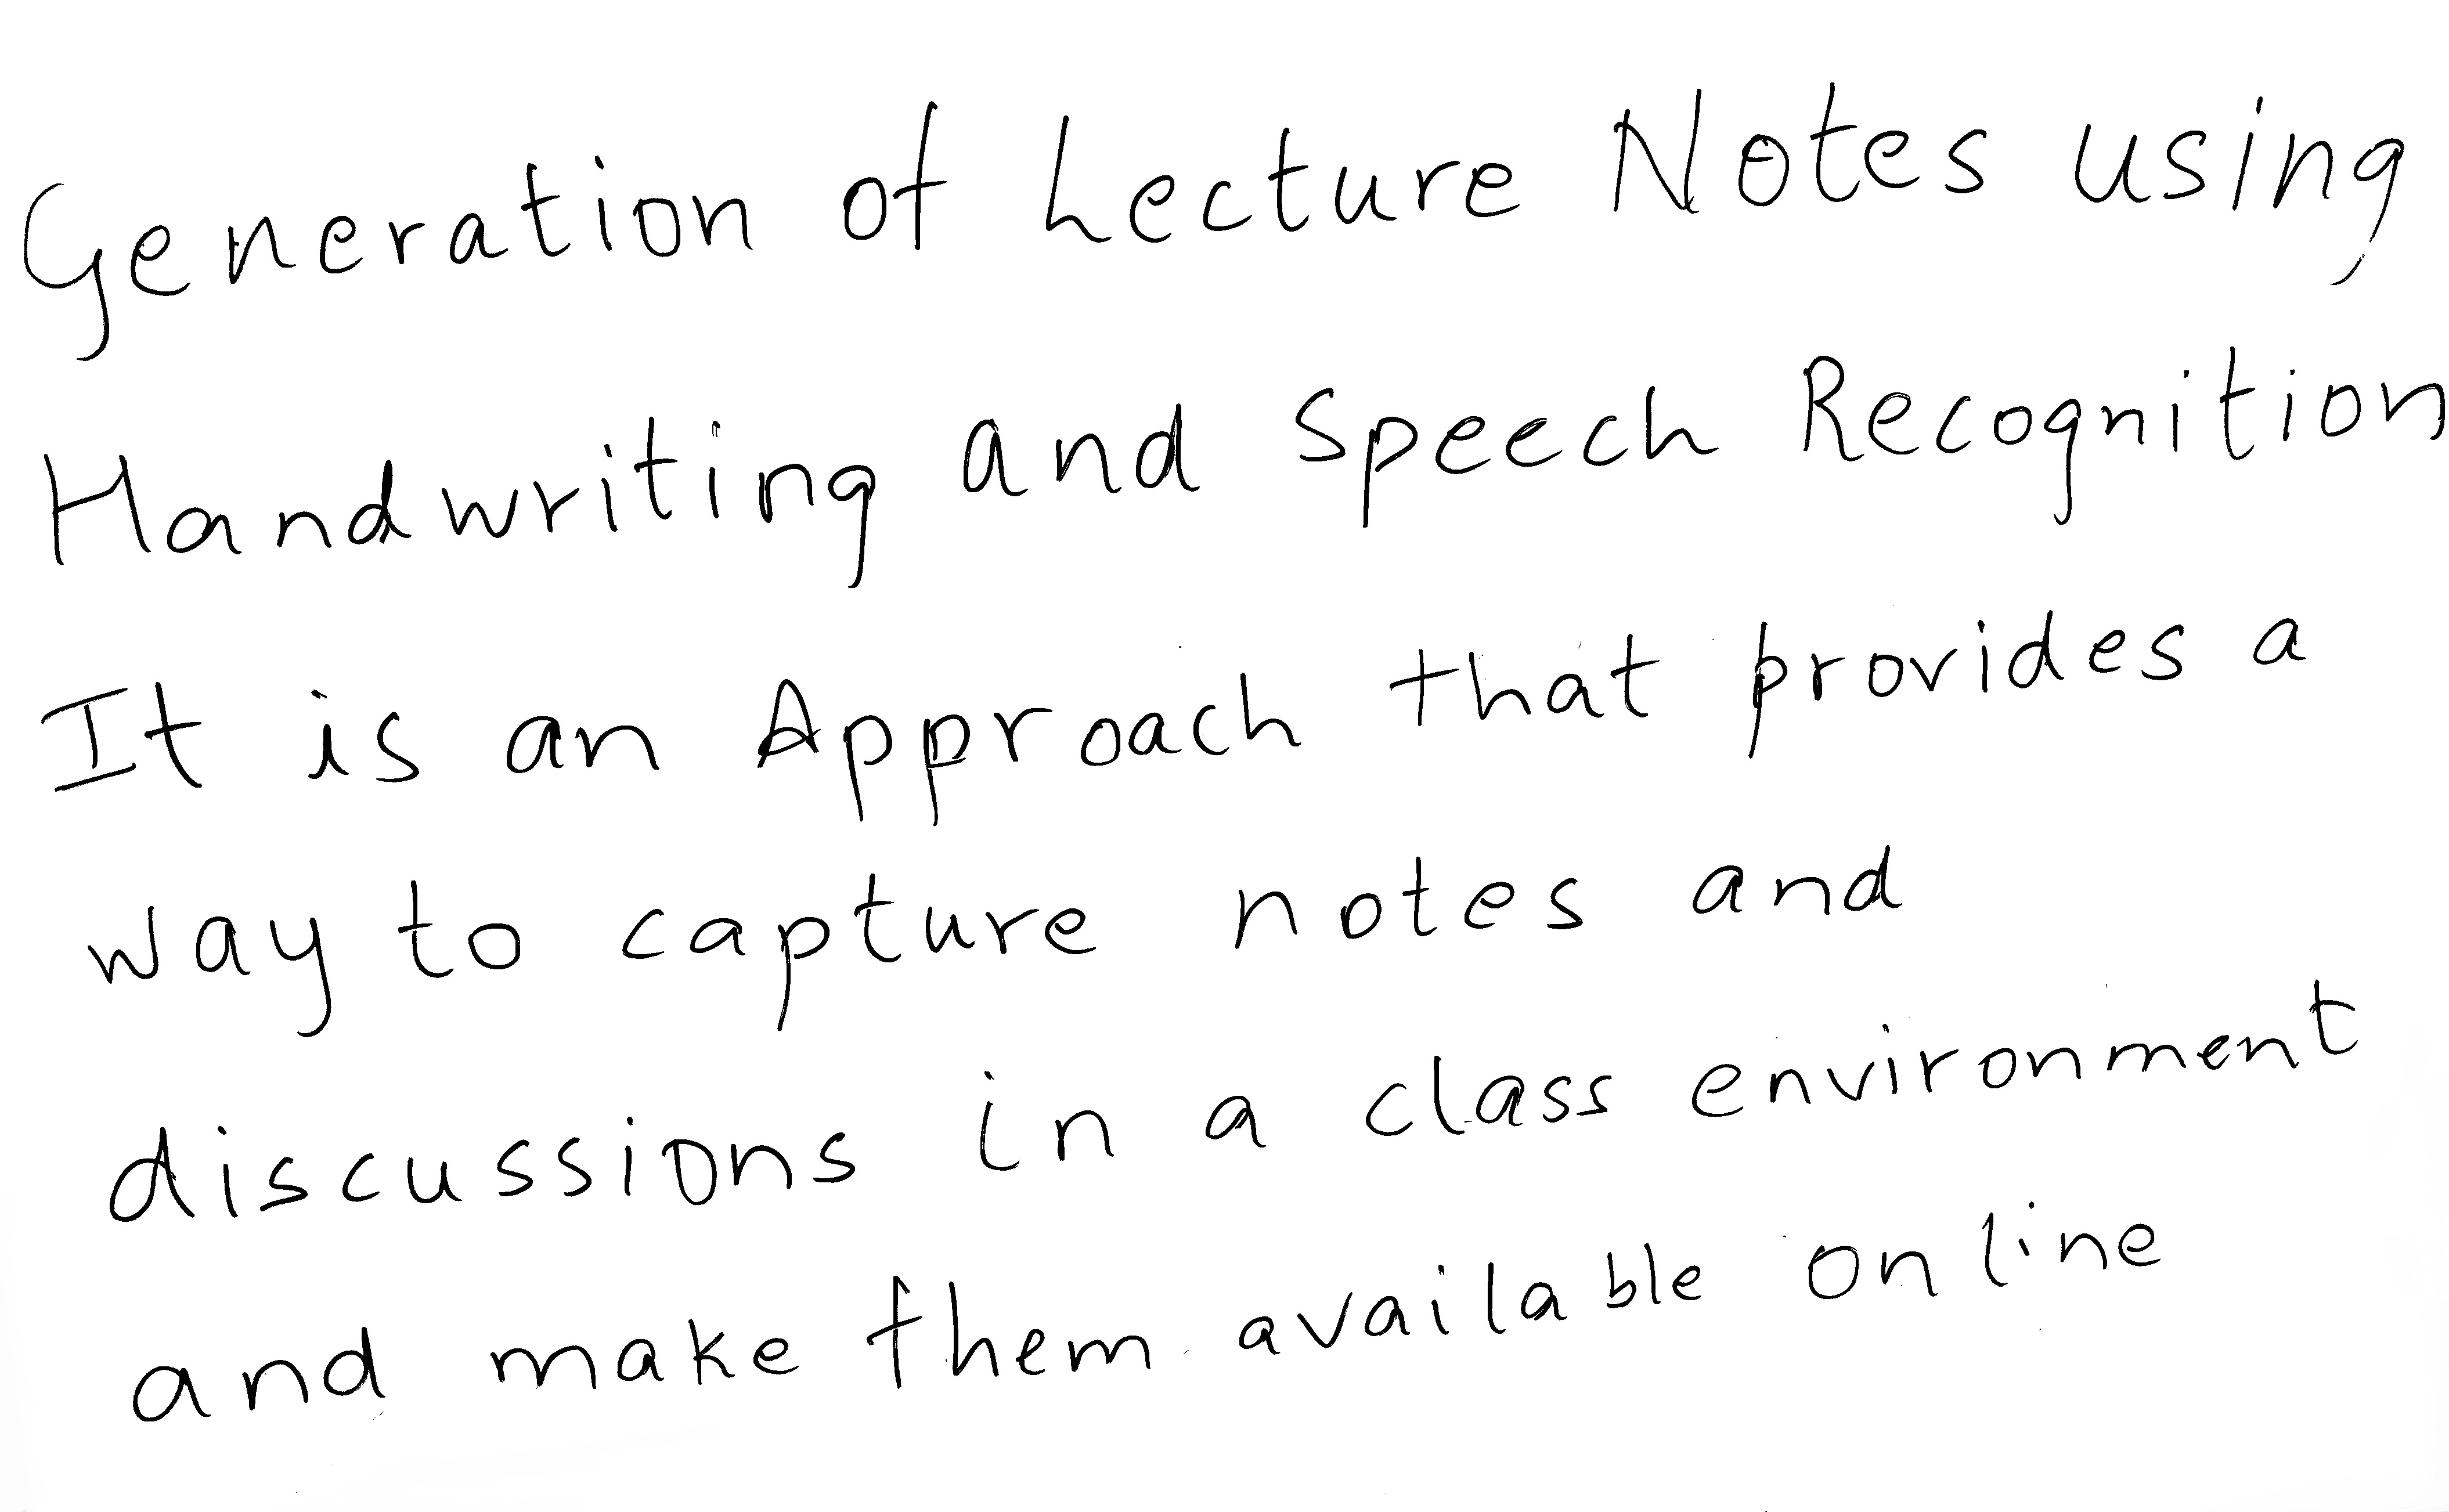 Generation of Lecture Notes using
Handwriting and Speech Recognition
It is an Approach that provides a
way to capture notes and
discussions in a class environment
and make them available online